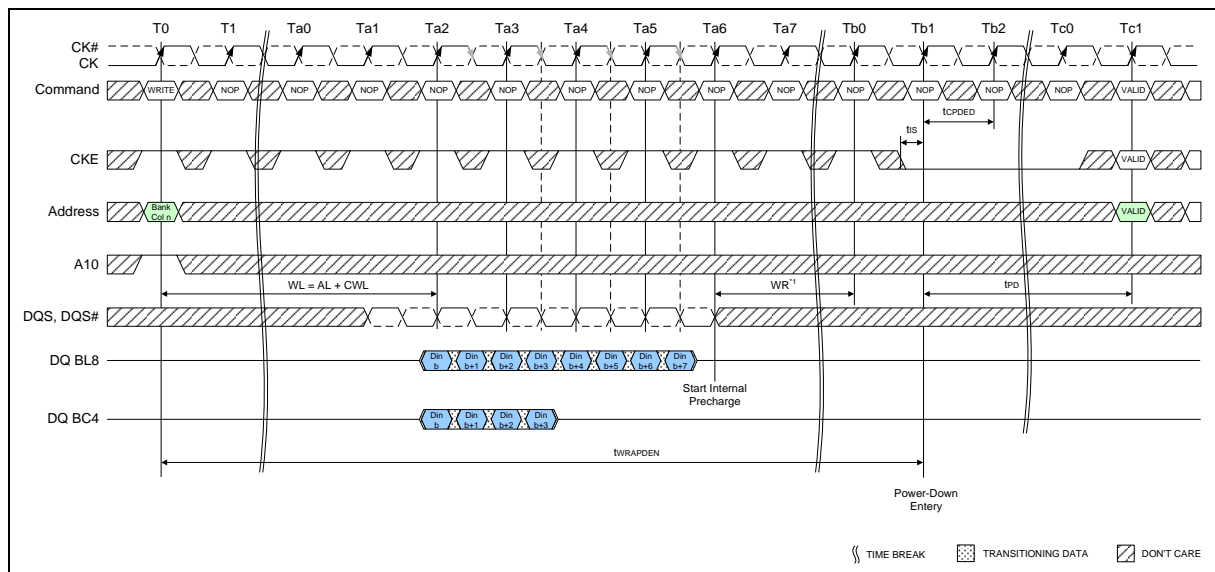 T0 T1 Ta0 Ta1 Ta2 Ta3 Ta4 Ta5 Ta6 Ta7 Tb0 Tb1 Tb2 Tc0 Tc1
CK#
CK
Command WRITE NOP NOP NOP NOP NOP NOP NOP NOP NOP NOP NOP NOP NOP VALID
tCPDED
tIS
CKE VALID
Address Bank Col n VALID
A10
WL = AL + CWL WR*1 tPD
DQS, DQS#
DQ BL8 Din b Din b+1 Din b+2 Din b+3 Din b+4 Din b+5 Din b+6 Din b+7
Start Internal
Precharge
DQ BC4 Din b Din b+1 Din b+2 Din b+3
tWRAPDEN
Power-Down
Entery
TIME BREAK TRANSITIONING DATA DON'T CARE